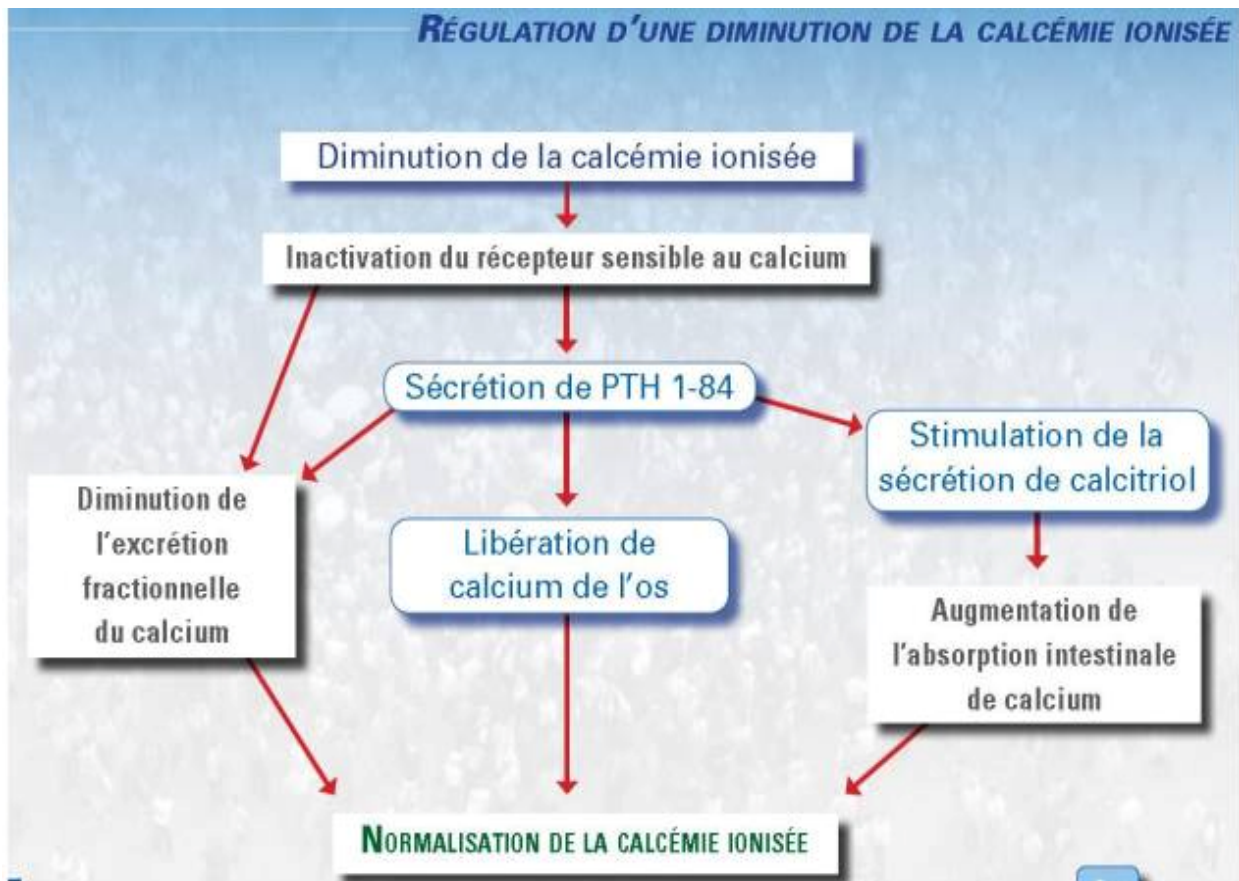 RÉGULATION D'UNE DIMINUTION DE LA CALCÉMIE IONISÉE
Diminution de la calcémie ionisée
Inactivation du récepteur sensible au calcium
Sécrétion de PTH 1-84
Stimulation de la
sécrétion de calcitriol
Diminution de
l'excrétion
fractionnelle
du calcium
Libération de
calcium de l'os
Augmentation de
l'absorption intestinale
de calcium
NORMALISATION DE LA CALCÉMIE IONISÉE